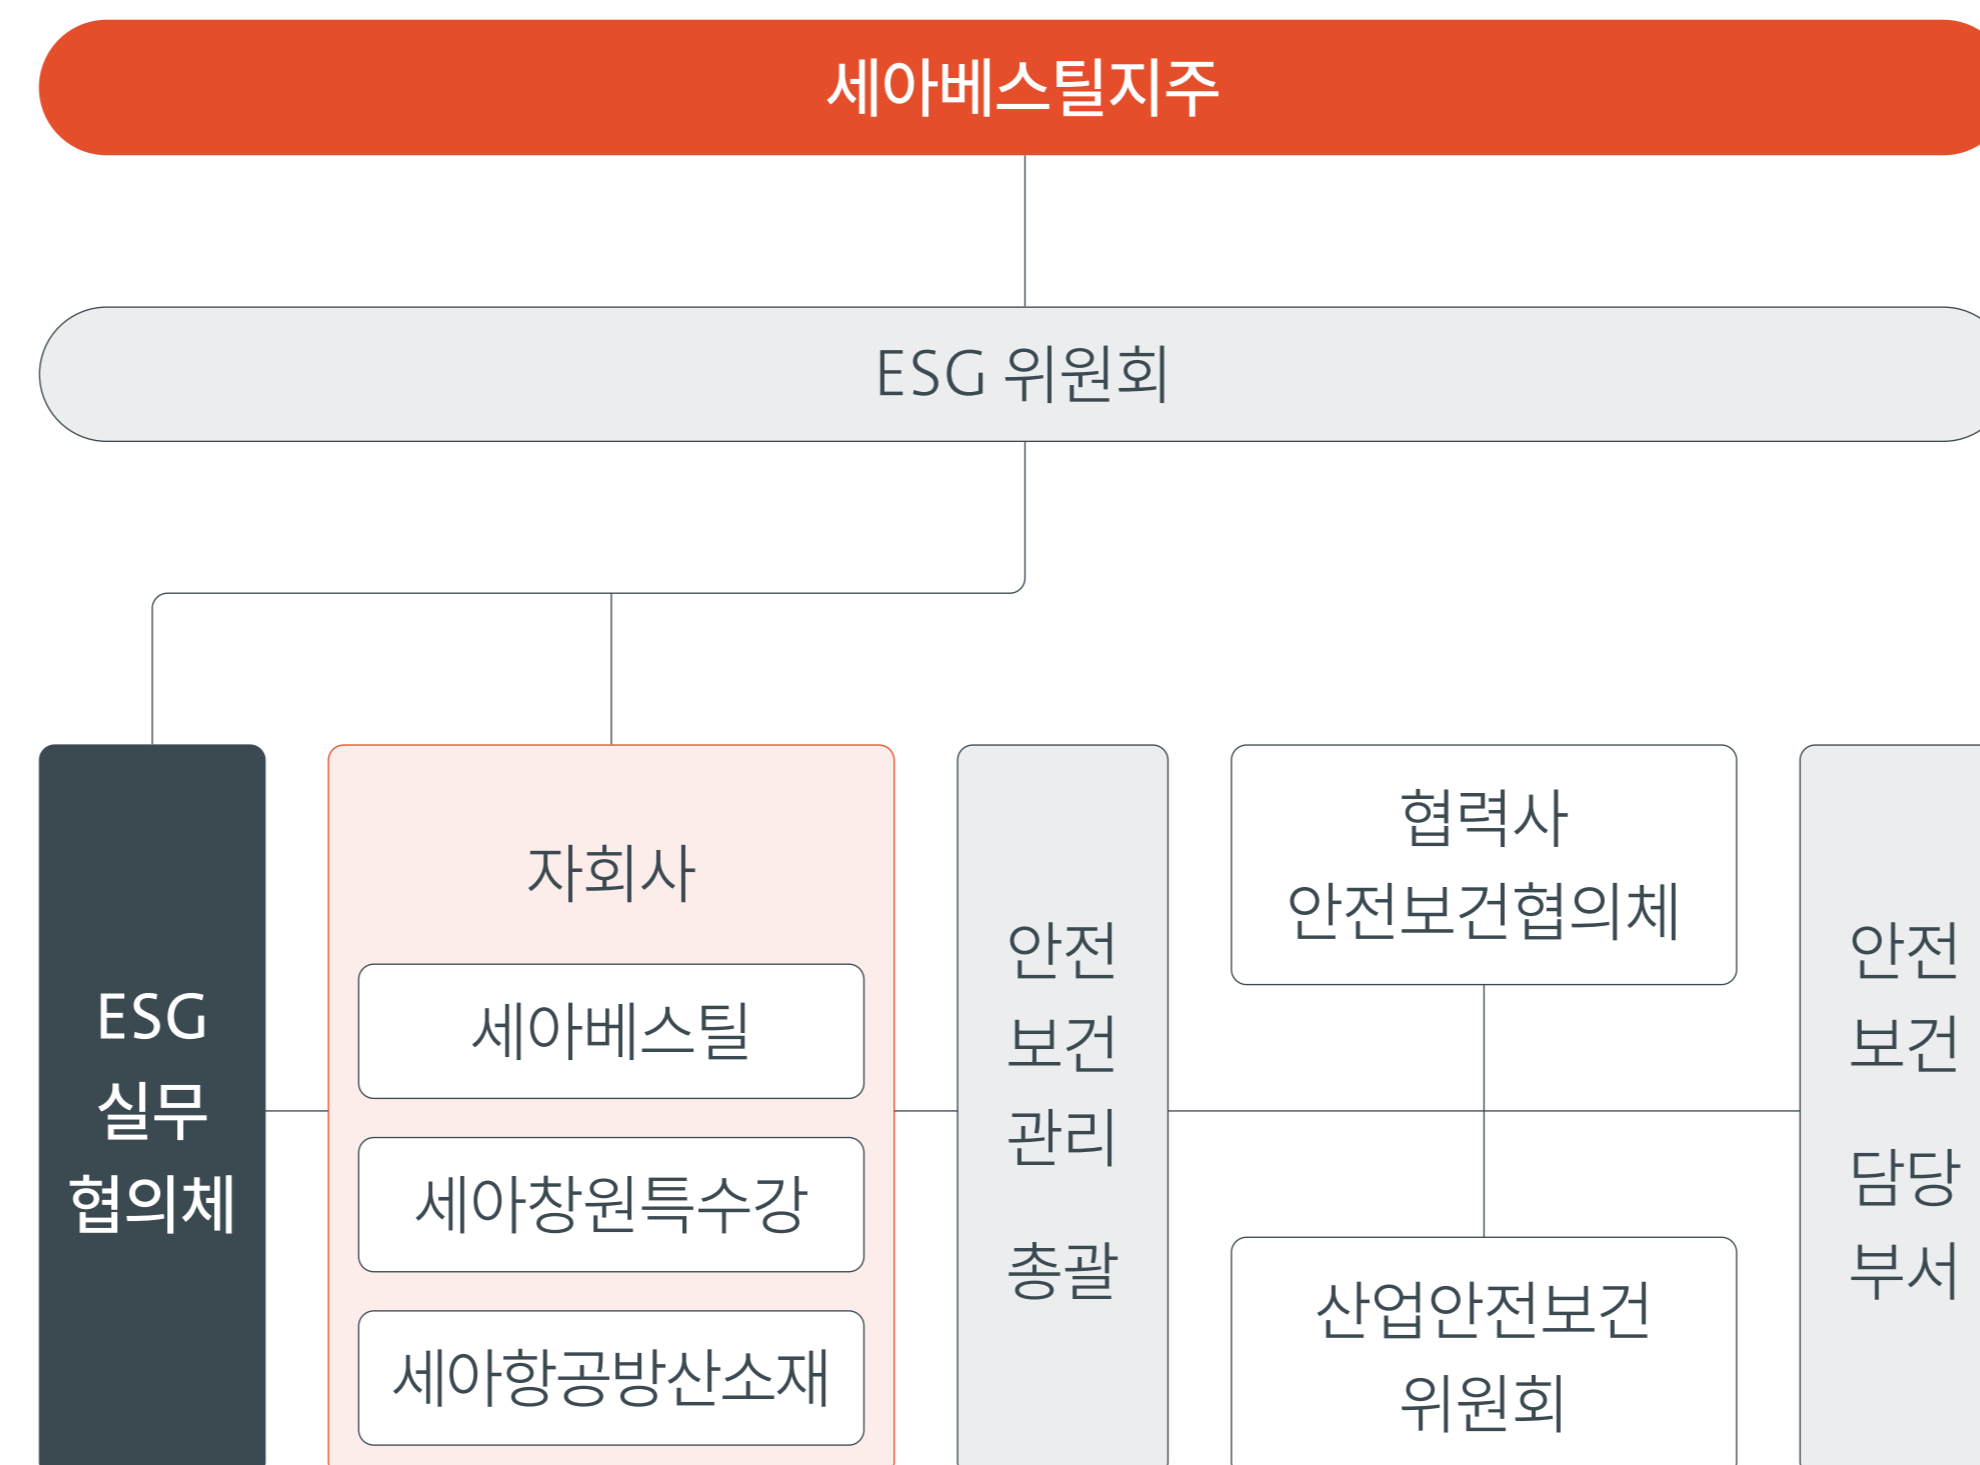 세아베스틸지주
ESG 위원회
ESG
실무
협의체
자회사
세아베스틸
세아창원특수강
세아항공방산소재
안전
보건
관리
총괄
협력사
안전보건협의체
산업안전보건
위원회
안전
보건
담당
부서